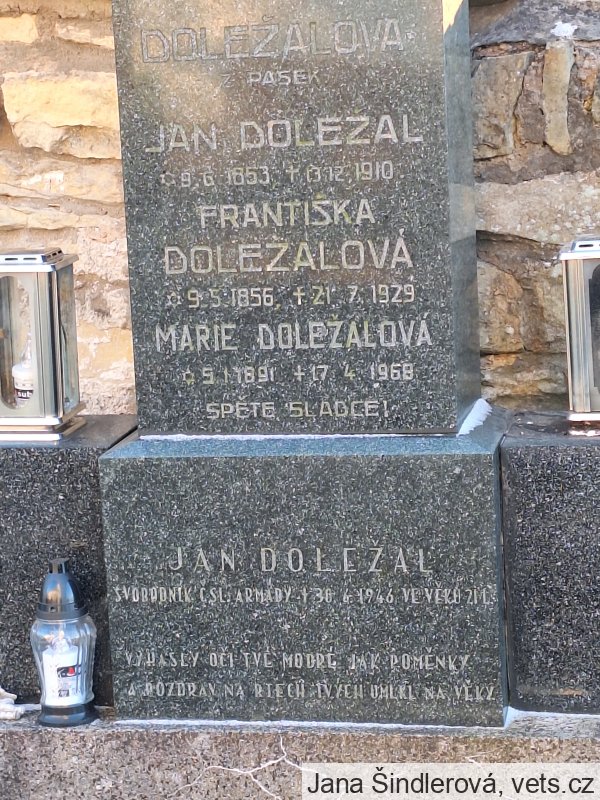 DOLEŽALOVÁ
Z PASEK
JAN DOLEŽAL
9.6.1853 † 13.12.1910
FRANTIŠKA
DOLEŽALOVÁ
9.5.1856 † 21.7.1929
MARIE DOLEŽALOVÁ
5.1.1891 † 17.4.1968
SPĚTE SLADCE!
JAN DOLEŽAL
SVOBODNÍK ČSL. ARMÁDY † 30.4.1946 VE VĚKU 21 L.
VYHASLY OČI TVÉ MODRÉ JAK POMĚNKY
A POZDRAV NA RTECH TVÝCH UMLKL NA VĚKY
Jana Šindlerová, vets.cz